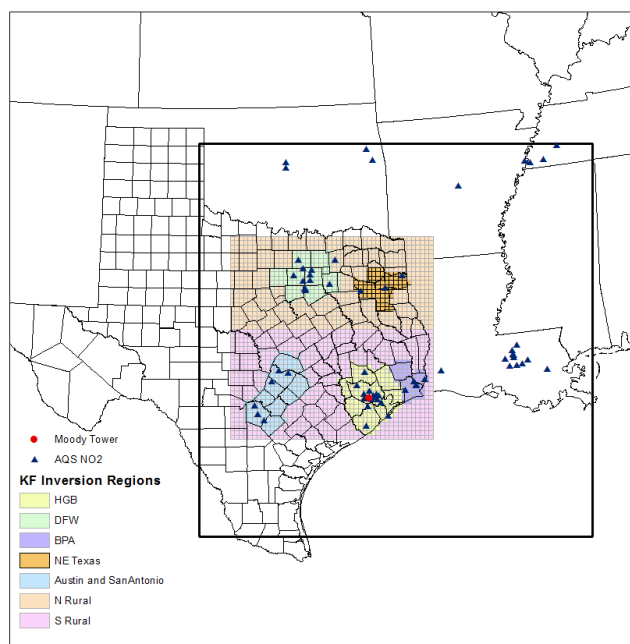 Moody Tower
AQS NO2
KF Inversion Regions
HGB
DFW
BPA
NE Texas
Austin and SanAntonio
N Rural
S Rural